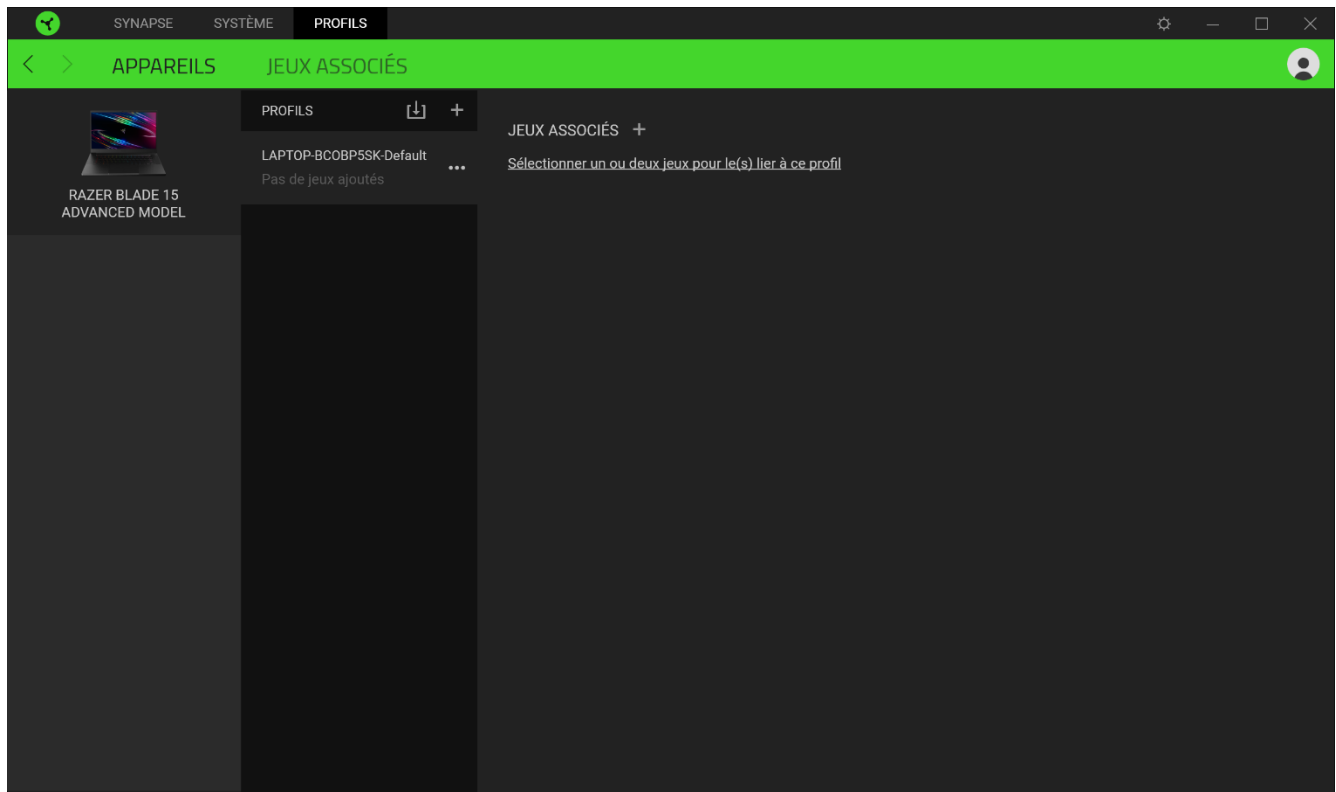 SYNAPSE SYSTÈME PROFILS
APPAREILS JEUX ASSOCIÉS
RAZER BLADE 15
ADVANCED MODEL
PROFILS
LAPTOP-BCOBP5SK-Default
Pas de jeux ajoutés
JEUX ASSOCIÉS
Sélectionner un ou deux jeux pour le(s) lier à ce profil